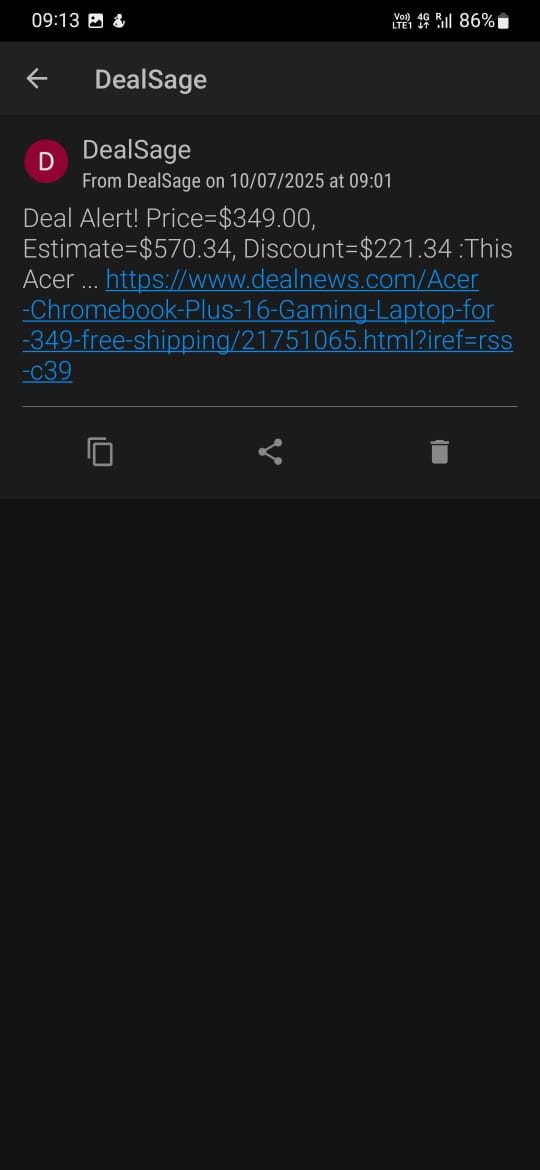 09:13 Vo)) LTE1 4G R 86%
DealSage
D
DealSage
From DealSage on 10/07/2025 at 09:01
Deal Alert! Price=$349.00,
Estimate=$570.34, Discount=$221.34 :This
Acer ... https://www.dealnews.com/Acer
-Chromebook-Plus-16-Gaming-Laptop-for
-349-free-shipping/21751065.html?iref=rss
-c39